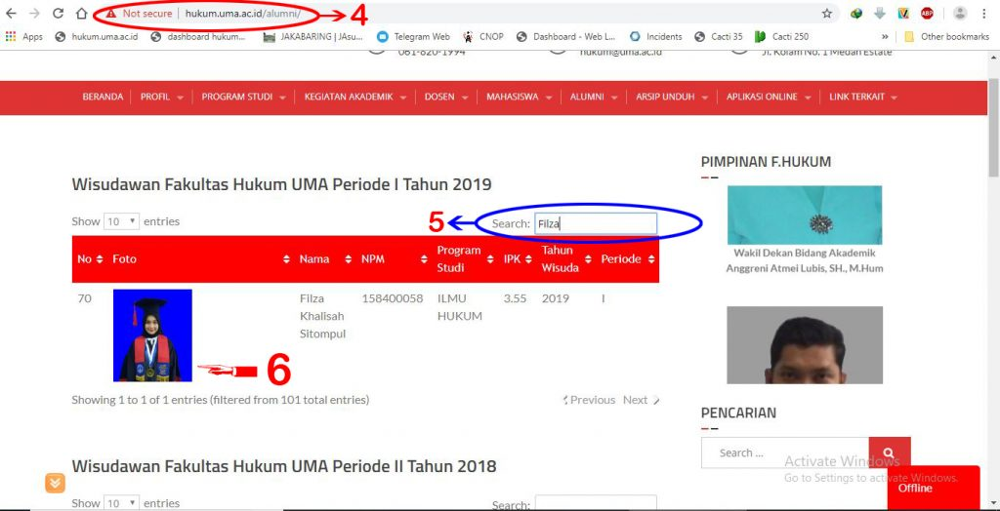 Not secure | hukum.uma.ac.id/alumni/
4
ABP
Apps hukum.uma.ac.id dashboard hukum... JAKABARING | JAsu... Telegram Web CNOP Dashboard - Web L... Incidents Cacti 35 Cacti 250 » Other bookmarks
061-820-1994 hukum@uma.ac.id Jl. Kolam No. 1 Medan Estate
BERANDA PROFIL PROGRAM STUDI KEGIATAN AKADEMIK DOSEN MAHASISWA ALUMNI ARSIP UNDUH APLIKASI ONLINE LINK TERKAIT
Wisudawan Fakultas Hukum UMA Periode I Tahun 2019
Show 10 entries
5
Search: Filza
No Foto Nama NPM Program Studi IPK Tahun Wisuda Periode
70 Filza Khalisah Sitompul 158400058 ILMU HUKUM 3.55 2019 I
6
Showing 1 to 1 of 1 entries (filtered from 101 total entries)
Previous Next
Wisudawan Fakultas Hukum UMA Periode II Tahun 2018
Show 10 entries
Search:
PIMPINAN F.HUKUM
Wakil Dekan Bidang Akademik
Anggreni Atmei Lubis, SH., M.Hum
PENCARIAN
Search ...
Activate Windows
Go to Settings to activate Windows.
Offline